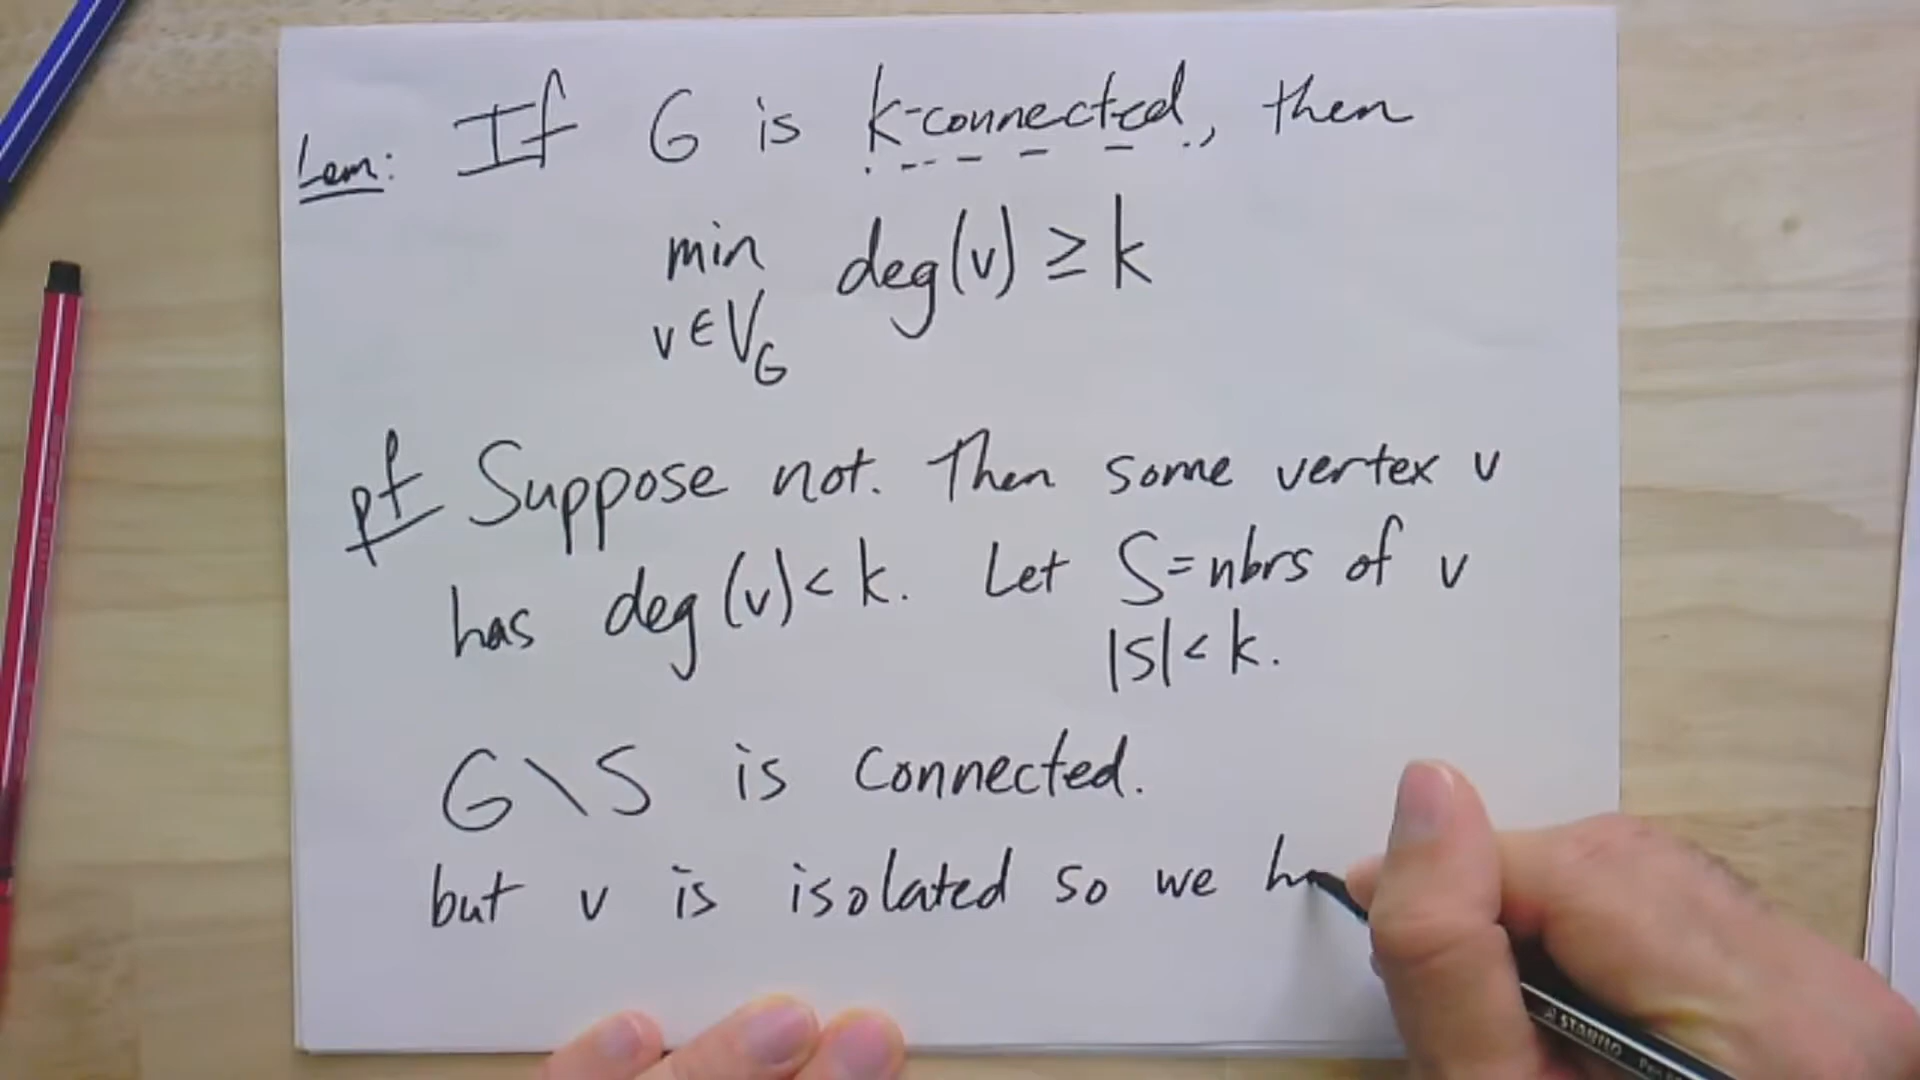 Lem: If G is k-connected, then
min deg(v) ≥ k
v∈V_G
pf Suppose not. Then some vertex v
has deg(v)<k. Let S=nbrs of v
|S|<k.
G\S is connected.
but v is isolated so we
STABILO